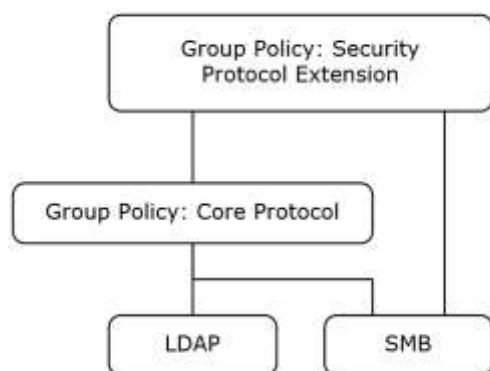 Group Policy: Security
Protocol Extension
Group Policy: Core Protocol
LDAP
SMB